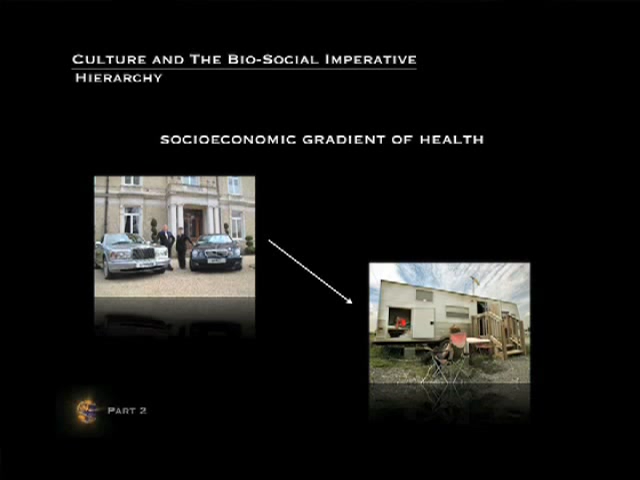 Culture and The Bio-Social Imperative
Hierarchy
socioeconomic gradient of health
Part 2